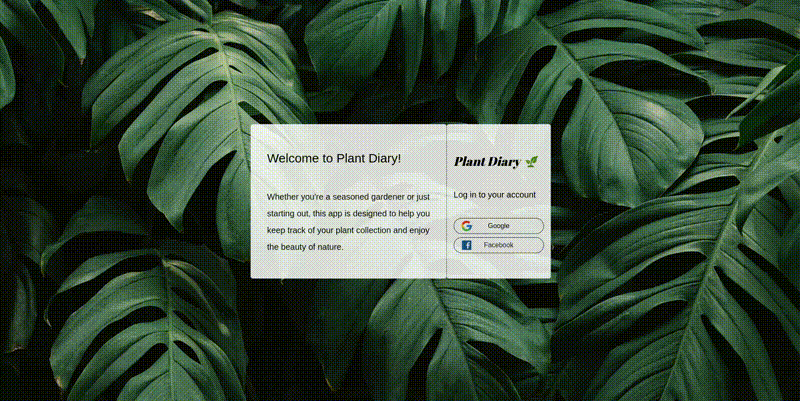 Welcome to Plant Diary!
Whether you're a seasoned gardener or just
starting out, this app is designed to help you
keep track of your plant collection and enjoy
the beauty of nature.
Plant Diary
Log in to your account
Google
Facebook